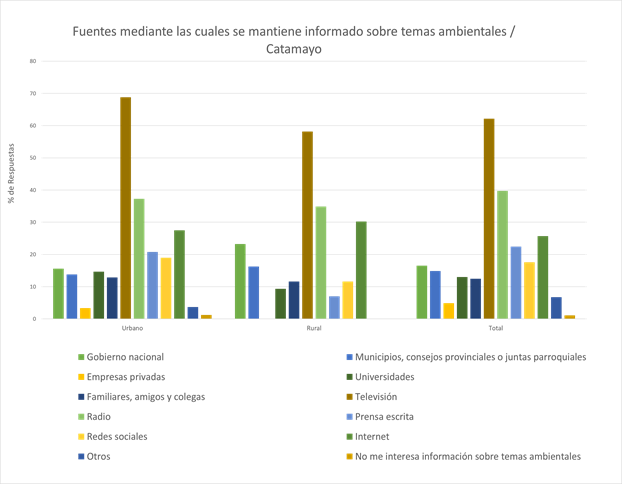 Fuentes mediante las cuales se mantiene informado sobre temas ambientales /
Catamayo
80
70
60
50
40
30
20
10
0
% de Respuestas
Urbano
Rural
Total
Gobierno nacional
Municipios, consejos provinciales o juntas parroquiales
Empresas privadas
Universidades
Familiares, amigos y colegas
Televisión
Radio
Prensa escrita
Redes sociales
Internet
Otros
No me interesa información sobre temas ambientales